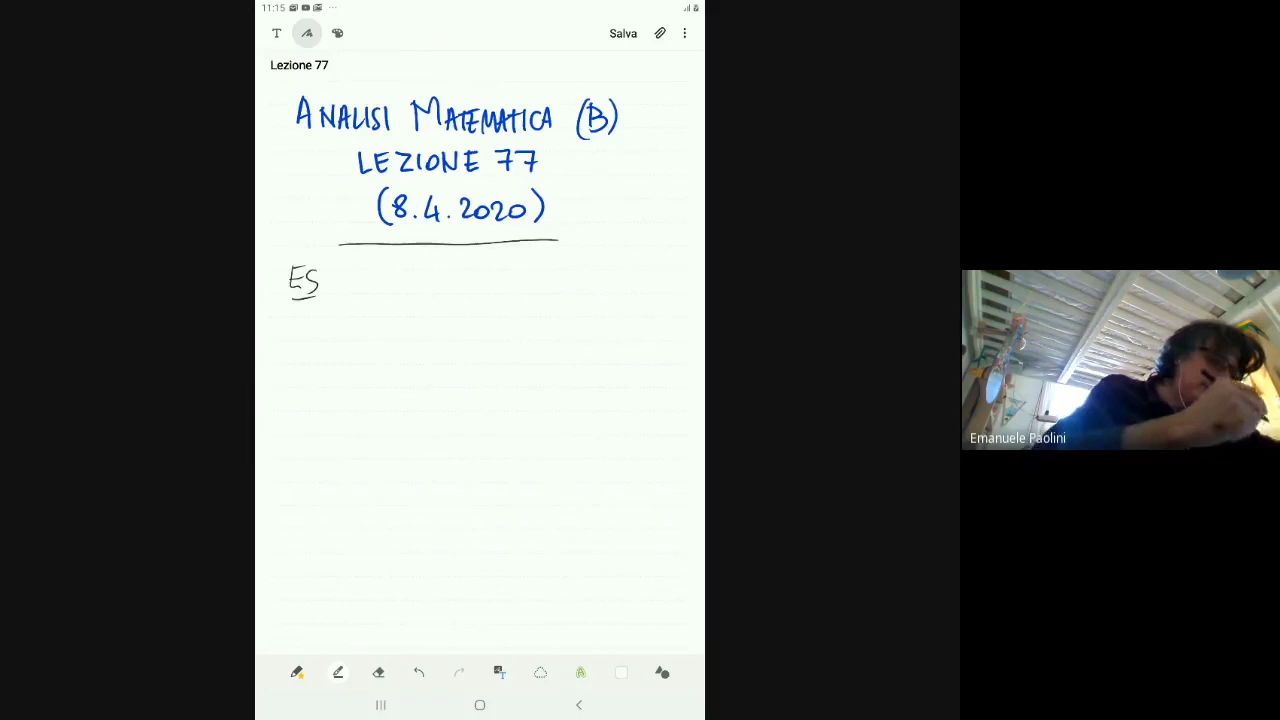 11:15
T
Salva
Lezione 77
ANALISI MATEMATICA (B)
LEZIONE 77
(8.4.2020)
ES
Emanuele Paolini